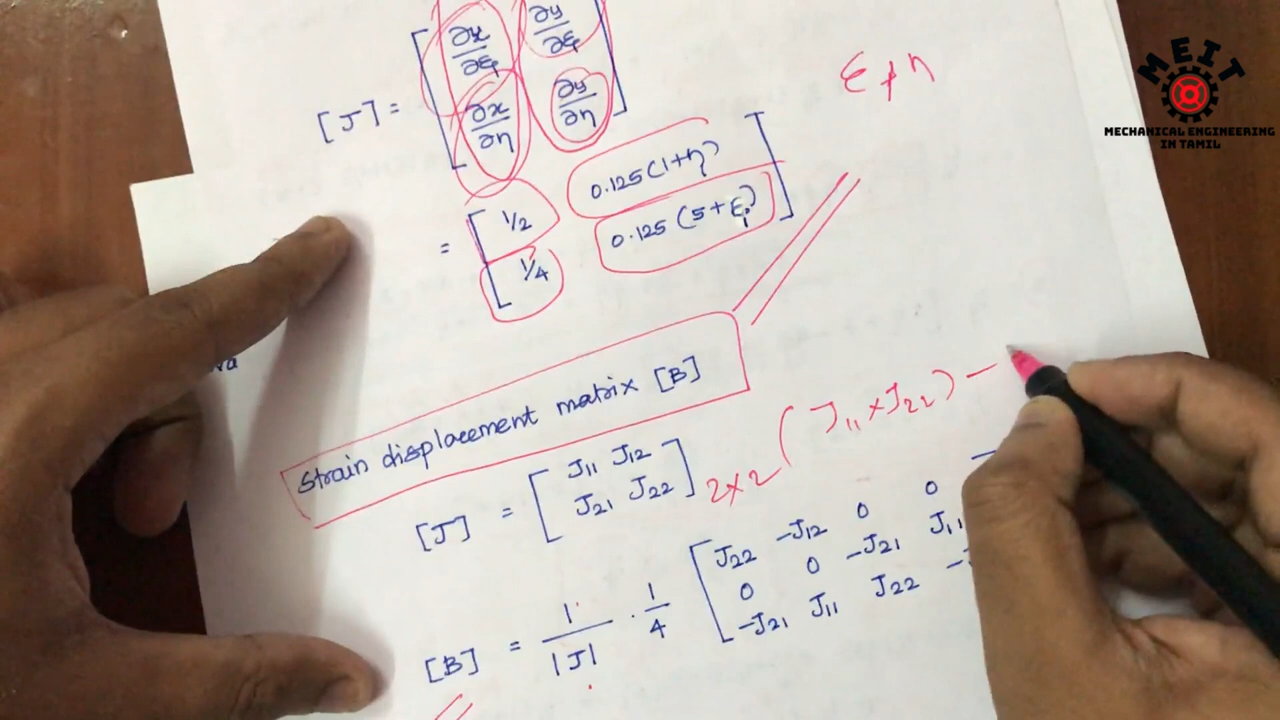 [J] = [ ∂x/∂ξ ∂y/∂ξ
∂x/∂η ∂y/∂η ]
ε, η
= [ 1/2 0.125(1+η)
1/4 0.125(5+ξ) ]
Strain displacement matrix [B]
[J] = [ J11 J12
J21 J22 ] 2×2 (J11 × J22) –
[B] = 1/|J| · 1/4 [ J22 -J12 0 0
0 0 -J21 J11
-J21 J11 J22
MEIT
MECHANICAL ENGINEERING
IN TAMIL